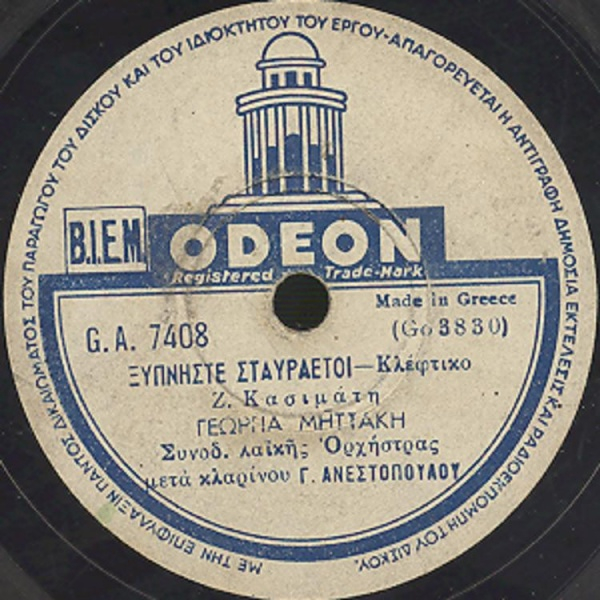 ΜΕ ΤΗΝ ΕΠΙΦΥΛΑΞΙΝ ΠΑΝΤΟΣ ΔΙΚΑΙΩΜΑΤΟΣ ΤΟΥ ΠΑΡΑΓΩΓΟΥ ΤΟΥ ΔΙΣΚΟΥ ΚΑΙ ΤΟΥ ΙΔΙΟΚΤΗΤΟΥ ΤΟΥ ΕΡΓΟΥ-ΑΠΑΓΟΡΕΥΕΤΑΙ Η ΑΝΤΙΓΡΑΦΗ ΔΗΜΟΣΙΑ ΕΚΤΕΛΕΣΙΣ ΚΑΙ ΡΑΔΙΟΕΚΠΟΜΠΗ ΤΟΥ ΔΙΣΚΟΥ.
B.I.E.M. ODEON
Registered Trade-Mark
Made in Greece
G.A. 7408 (Go 3830)
ΞΥΠΝΗΣΤΕ ΣΤΑΥΡΑΕΤΟΙ—Κλέφτικο
Ζ. Κασιμάτη
ΓΕΩΡΓΙΑ ΜΗΤΤΑΚΗ
Συνοδ. λαϊκῆς Ὀρχήστρας
μετά κλαρίνου Γ. ΑΝΕΣΤΟΠΟΥΛΟΥ